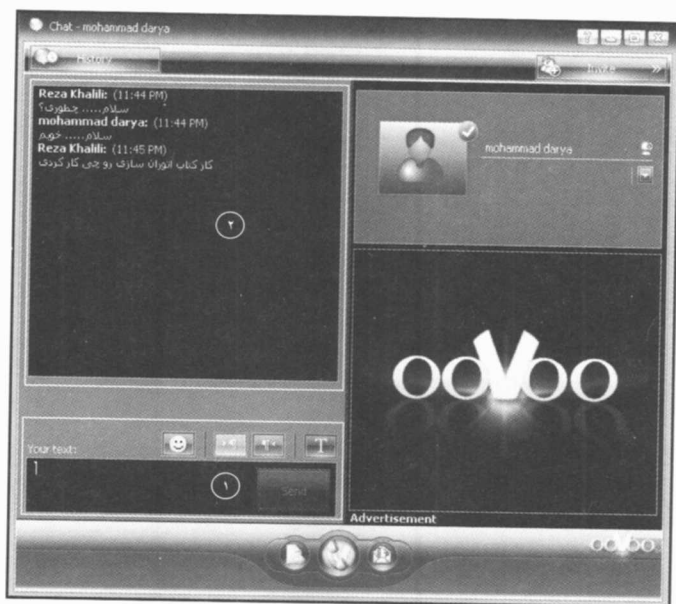 Chat - mohammad darya
History
Invite
Reza Khalili: (11:44 PM)
سلام..... چطوری؟
mohammad darya: (11:44 PM)
سلام..... خوبم
Reza Khalili: (11:45 PM)
کار کتاب اتوران سازی رو چی کار کردی
۲
mohammad darya
ooVoo
Your text:
T
۱
Send
Advertisement
ooVoo